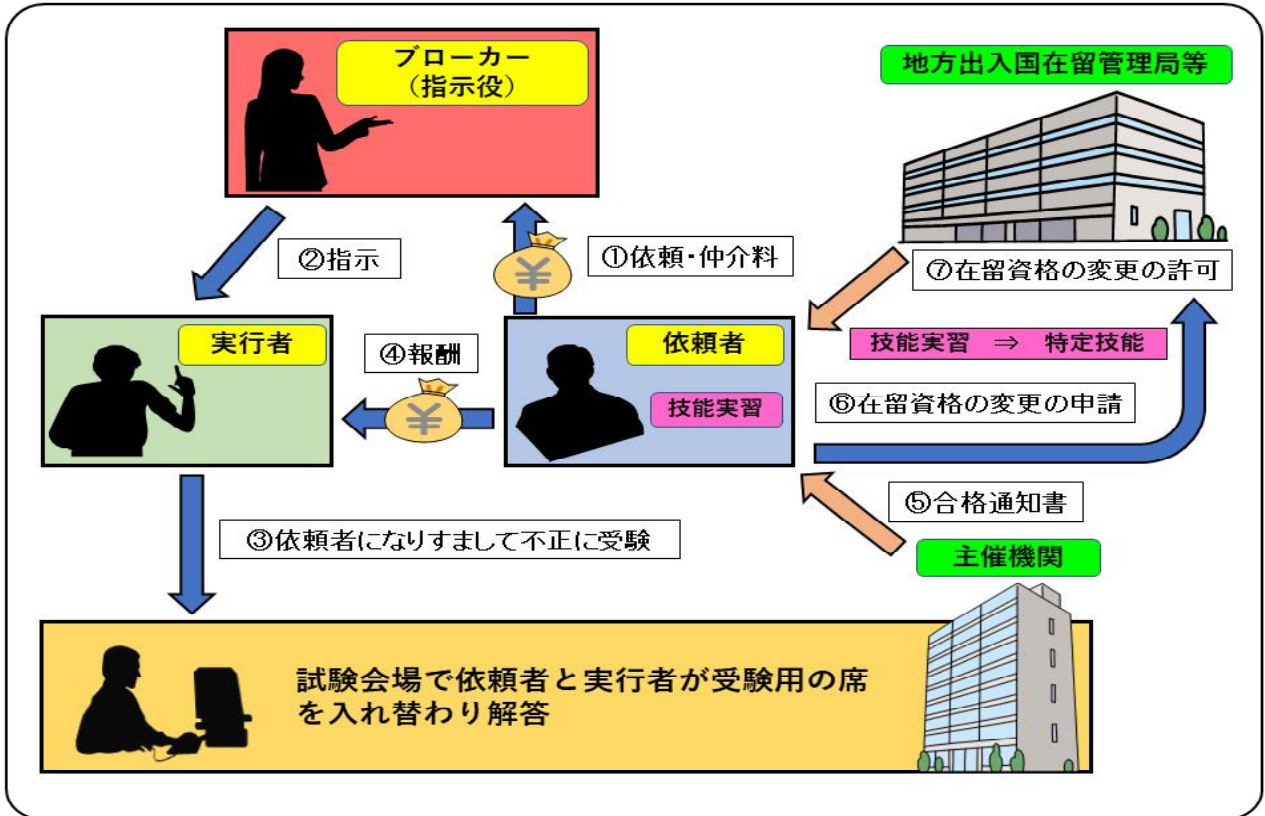 ブローカー
（指示役）
地方出入国在留管理局等
②指示
①依頼・仲介料
⑦在留資格の変更の許可
実行者
④報酬
依頼者
技能実習　⇒　特定技能
技能実習
⑥在留資格の変更の申請
⑤合格通知書
③依頼者になりすまして不正に受験
主催機関
試験会場で依頼者と実行者が受験用の席
を入れ替わり解答
¥
¥